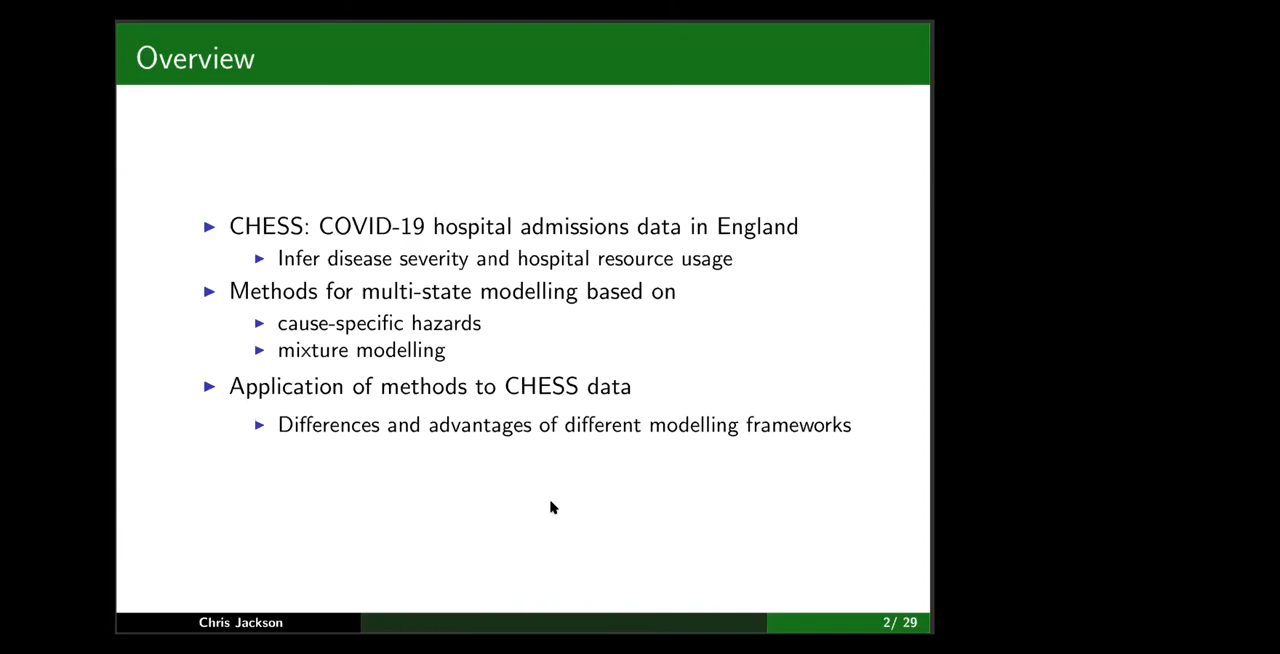 Overview
CHESS: COVID-19 hospital admissions data in England
Infer disease severity and hospital resource usage
Methods for multi-state modelling based on
cause-specific hazards
mixture modelling
Application of methods to CHESS data
Differences and advantages of different modelling frameworks
Chris Jackson
2/ 29